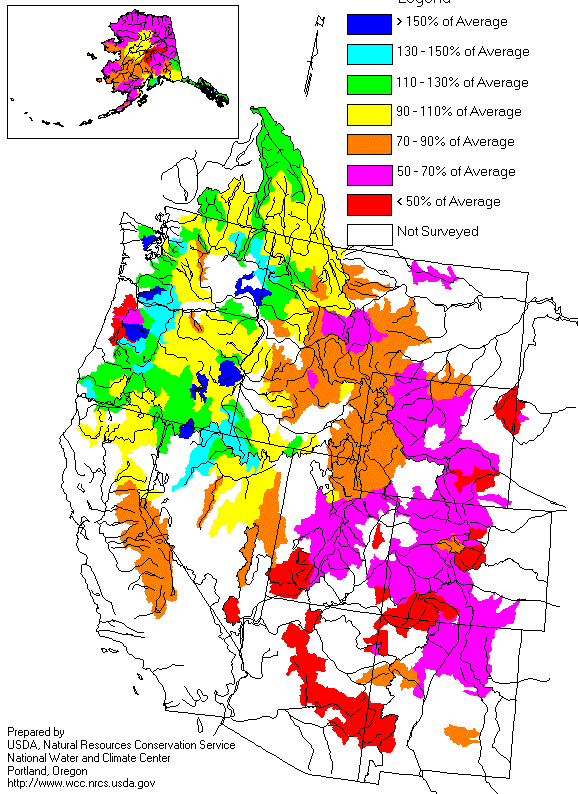 Legend
> 150% of Average
130 - 150% of Average
110 - 130% of Average
90 - 110% of Average
70 - 90% of Average
50 - 70% of Average
< 50% of Average
Not Surveyed
Prepared by
USDA, Natural Resources Conservation Service
National Water and Climate Center
Portland, Oregon
http://www.wcc.nrcs.usda.gov